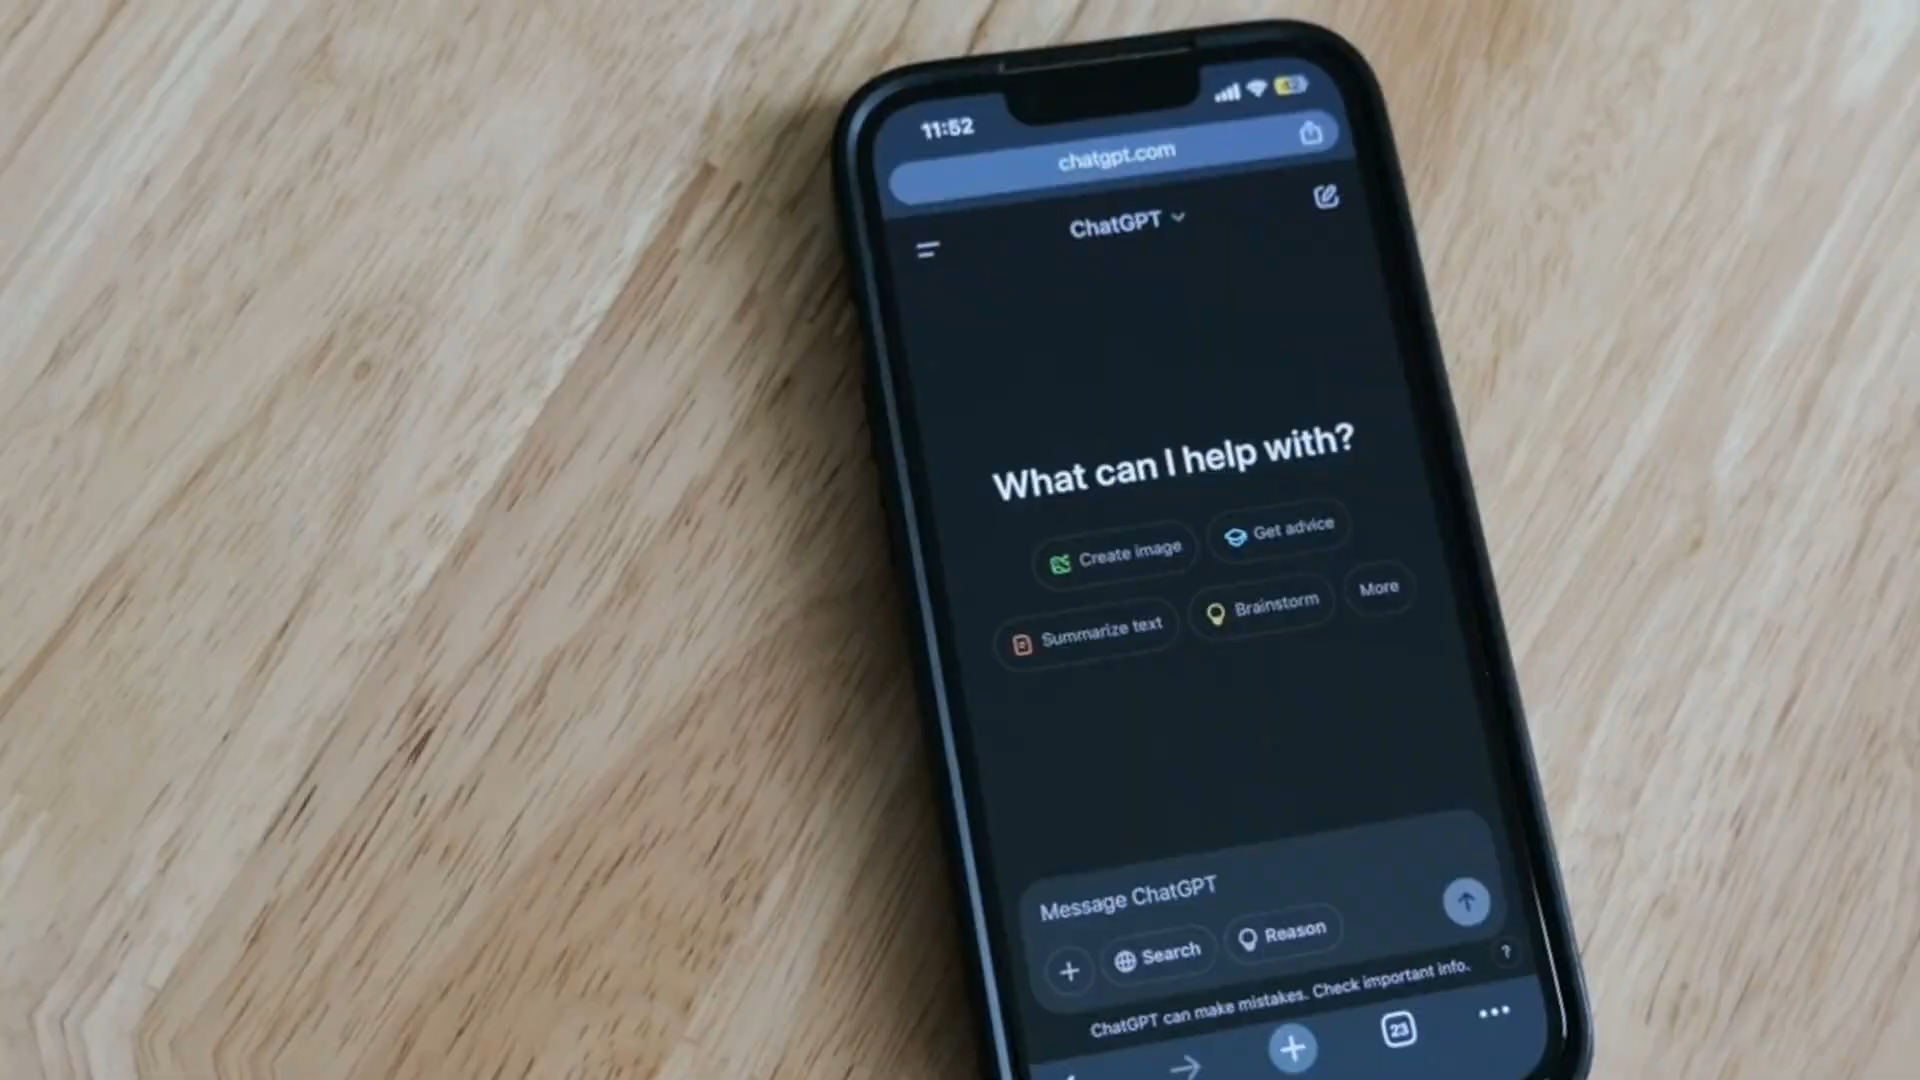 11:52
chatgpt.com
ChatGPT
What can I help with?
Create image
Get advice
Summarize text
Brainstorm
More
Message ChatGPT
Search
Reason
?
ChatGPT can make mistakes. Check important info.
23